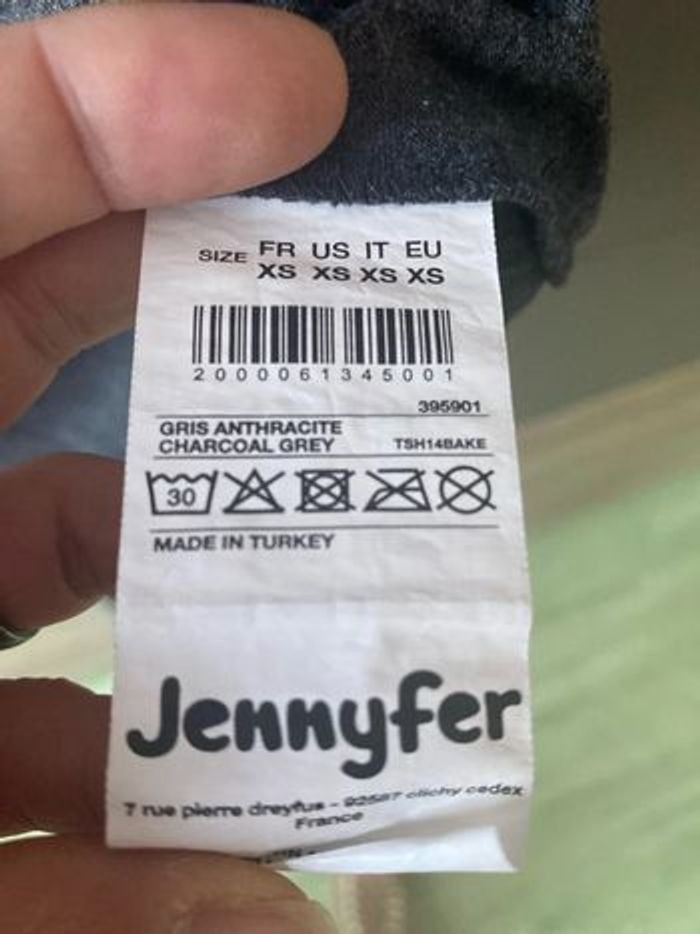 SIZE FR US IT EU
XS XS XS XS
2000061345001
395901
GRIS ANTHRACITE
CHARCOAL GREY TSH14BAKE
30
MADE IN TURKEY
Jennyfer
7 rue pierre dreyfus - 92587 clichy cedex
France